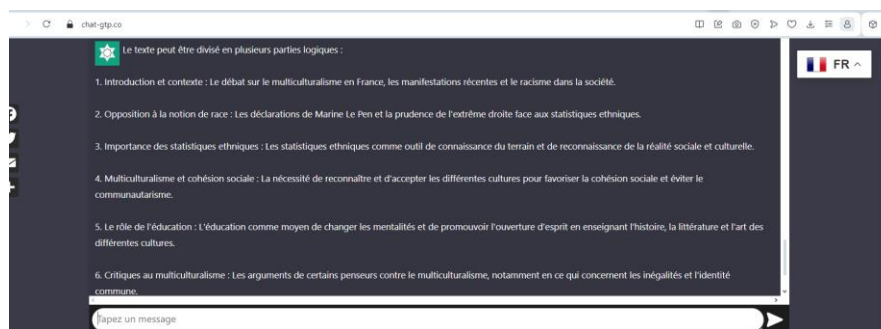 chat-gtp.co
Le texte peut être divisé en plusieurs parties logiques :
FR
1. Introduction et contexte : Le débat sur le multiculturalisme en France, les manifestations récentes et le racisme dans la société.
2. Opposition à la notion de race : Les déclarations de Marine Le Pen et la prudence de l'extrême droite face aux statistiques ethniques.
3. Importance des statistiques ethniques : Les statistiques ethniques comme outil de connaissance du terrain et de reconnaissance de la réalité sociale et culturelle.
4. Multiculturalisme et cohésion sociale : La nécessité de reconnaître et d'accepter les différentes cultures pour favoriser la cohésion sociale et éviter le
communautarisme.
5. Le rôle de l'éducation : L'éducation comme moyen de changer les mentalités et de promouvoir l'ouverture d'esprit en enseignant l'histoire, la littérature et l'art des
différentes cultures.
6. Critiques au multiculturalisme : Les arguments de certains penseurs contre le multiculturalisme, notamment en ce qui concernent les inégalités et l'identité
commune.
Tapez un message